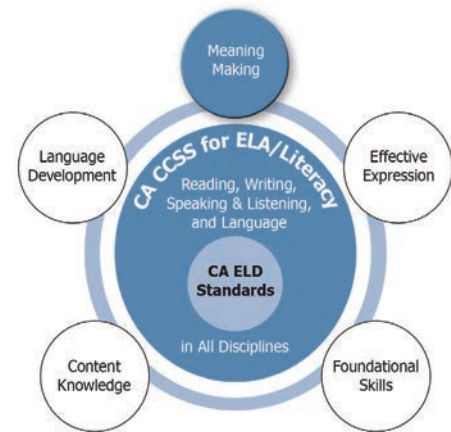 Meaning
Making
Language
Development
Effective
Expression
CA CCSS for ELA/Literacy
Reading, Writing,
Speaking & Listening,
and Language
CA ELD
Standards
in All Disciplines
Content
Knowledge
Foundational
Skills